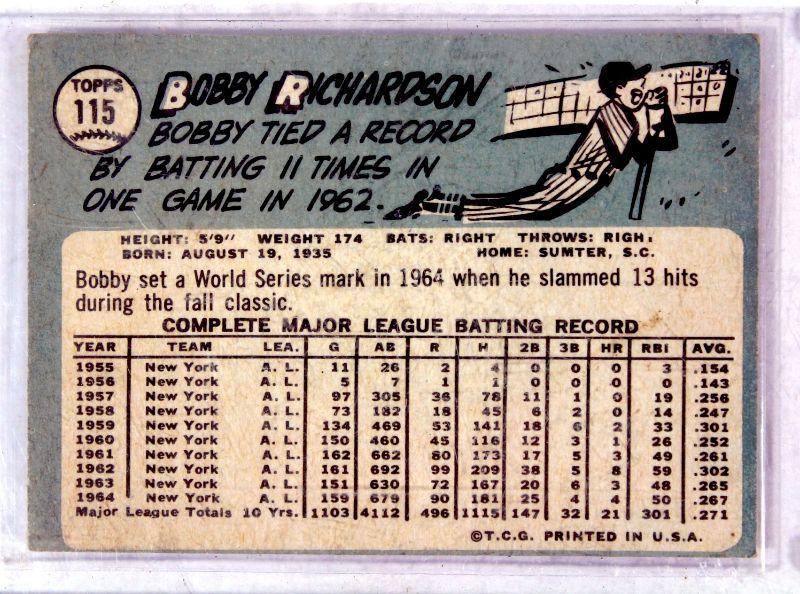 TOPPS
115
BOBBY RICHARDSON
BOBBY TIED A RECORD
BY BATTING 11 TIMES IN
ONE GAME IN 1962.
HEIGHT: 5'9" WEIGHT 174 BATS: RIGHT THROWS: RIGH.
BORN: AUGUST 19, 1935 HOME: SUMTER, S.C.
Bobby set a World Series mark in 1964 when he slammed 13 hits
during the fall classic.
COMPLETE MAJOR LEAGUE BATTING RECORD
YEAR TEAM LEA. G AB R H 2B 3B HR RBI AVG.
1955 New York A. L. 11 26 2 4 0 0 0 3 .154
1956 New York A. L. 5 7 1 1 0 0 0 0 .143
1957 New York A. L. 97 305 36 78 11 1 0 19 .256
1958 New York A. L. 73 182 18 45 6 2 0 14 .247
1959 New York A. L. 134 469 53 141 18 6 2 33 .301
1960 New York A. L. 150 460 45 116 12 3 1 26 .252
1961 New York A. L. 162 662 80 173 17 5 3 49 .261
1962 New York A. L. 161 692 99 209 38 5 8 59 .302
1963 New York A. L. 151 630 72 167 20 6 3 48 .265
1964 New York A. L. 159 679 90 181 25 4 4 50 .267
Major League Totals 10 Yrs. 1103 4112 496 1115 147 32 21 301 .271
©T.C.G. PRINTED IN U.S.A.